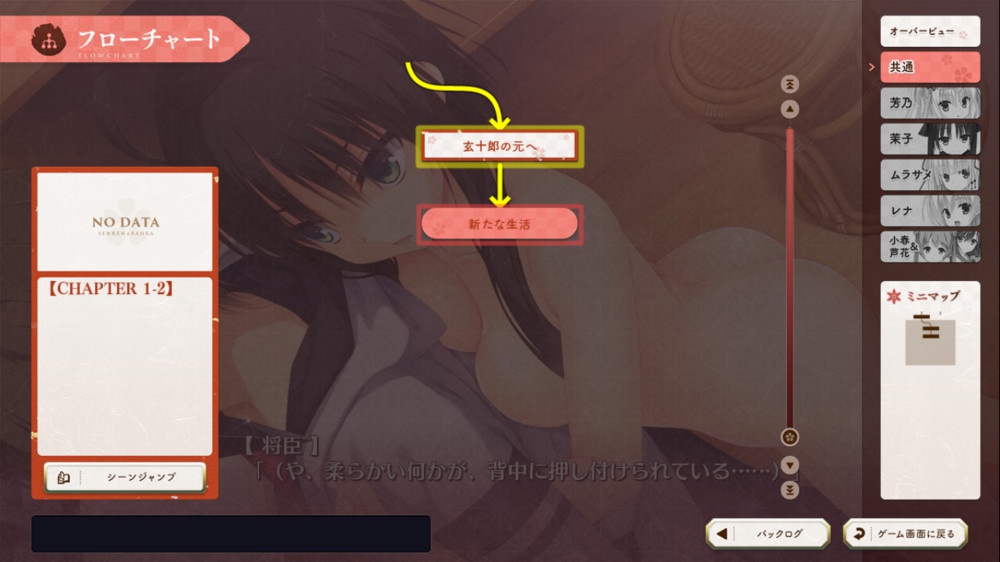 フローチャート
FLOWCHART
オーバービュー
共通
芳乃
茉子
ムラサメ
レナ
小春&芦花
ミニマップ
玄十郎の元へ
新たな生活
NO DATA
SENREN*BANKA
【CHAPTER 1-2】
シーンジャンプ
【 将臣 】
「（や、柔らかい何かが、背中に押し付けられている……）」
バックログ
ゲーム画面に戻る